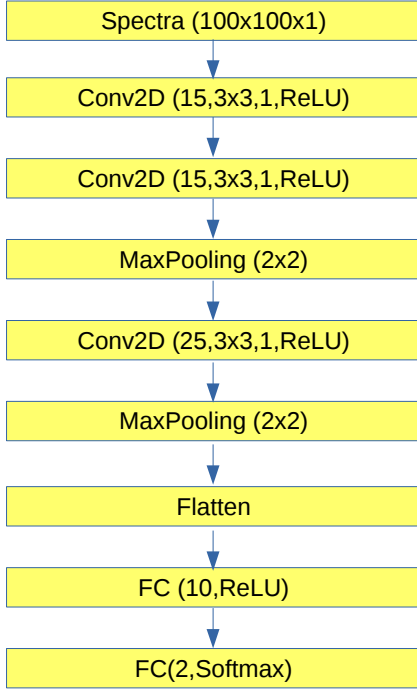 Spectra (100x100x1)
Conv2D (15,3x3,1,ReLU)
Conv2D (15,3x3,1,ReLU)
MaxPooling (2x2)
Conv2D (25,3x3,1,ReLU)
MaxPooling (2x2)
Flatten
FC (10,ReLU)
FC(2,Softmax)